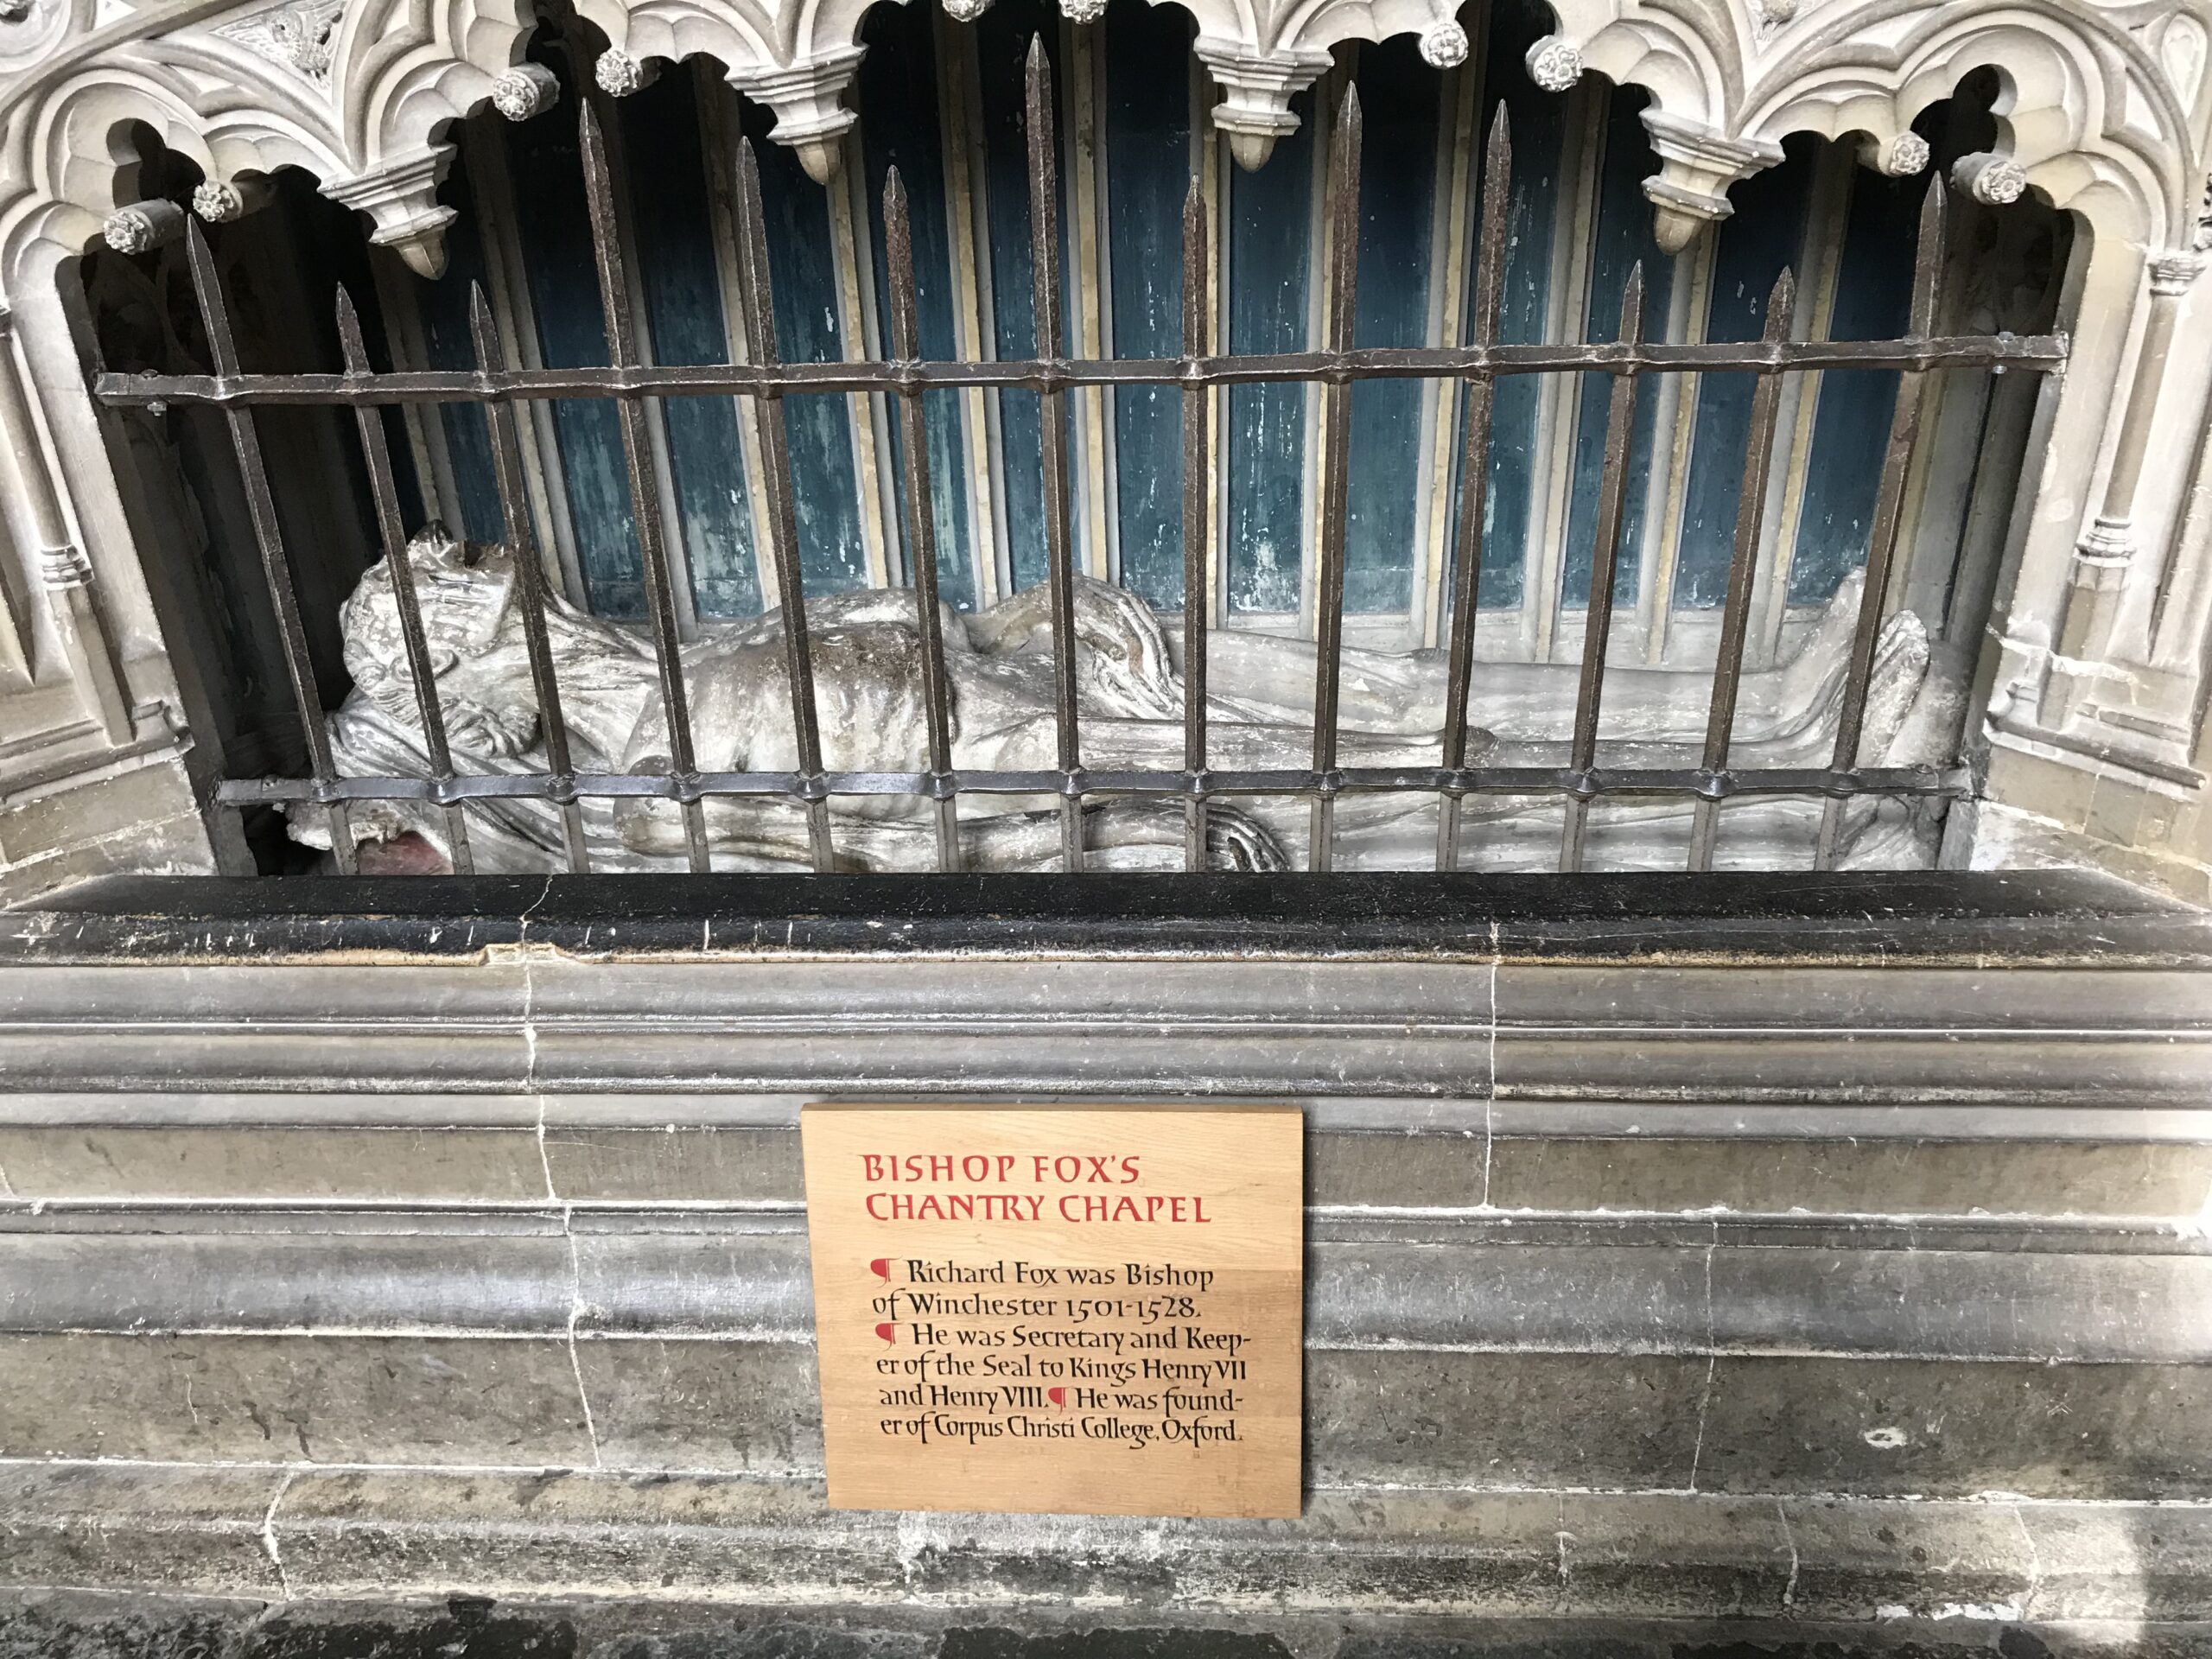 BISHOP FOX'S
CHANTRY CHAPEL
¶ Richard Fox was Bishop
of Winchester 1501-1528.
¶ He was Secretary and Keep-
er of the Seal to Kings Henry VII
and Henry VIII. ¶ He was found-
er of Corpus Christi College, Oxford.